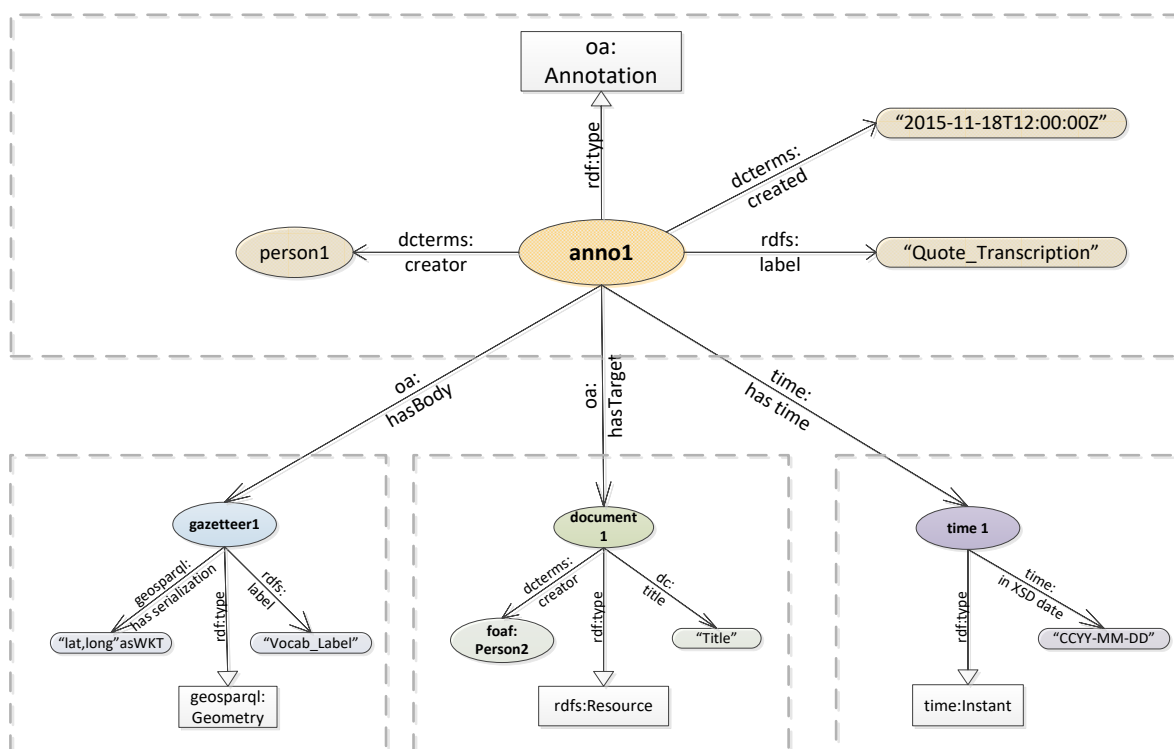 oa:
Annotation
rdf:type
“2015-11-18T12:00:00Z”
dcterms:
created
person1
dcterms:
creator
anno1
rdfs:
label
“Quote_Transcription”
oa:
hasBody
oa:
hasTarget
time:
has time
gazetteer1
geosparql:
has serialization
rdf:type
rdfs:
label
“lat,long”asWKT
“Vocab_Label”
geosparql:
Geometry
document
1
dcterms:
creator
rdf:type
dc:
title
foaf:
Person2
“Title”
rdfs:Resource
time 1
rdf:type
time:
in XSD date
“CCYY-MM-DD”
time:Instant